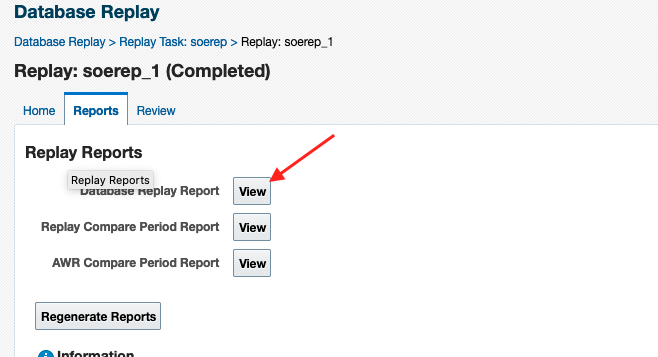 Database Replay
Database Replay > Replay Task: soerep > Replay: soerep_1
Replay: soerep_1 (Completed)
Home Reports Review
Replay Reports
Replay Reports
Database Replay Report View
Replay Compare Period Report View
AWR Compare Period Report View
Regenerate Reports
Information